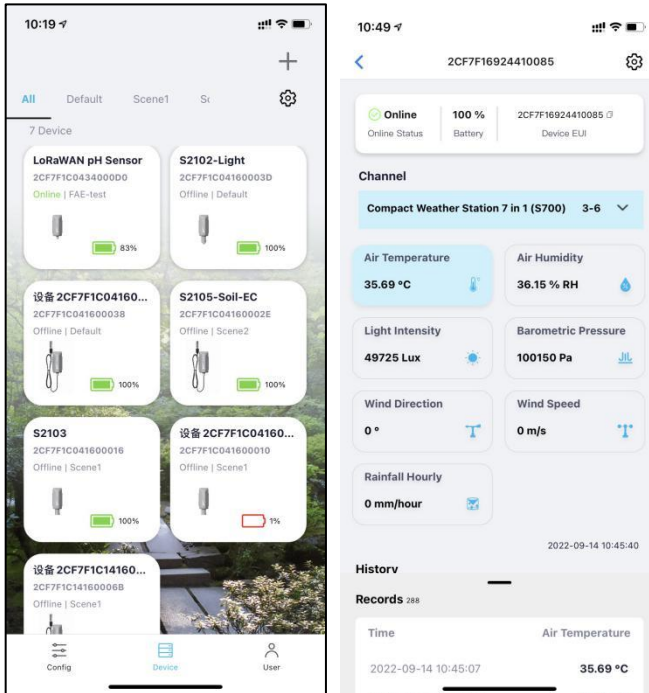 10:19
All Default Scene1
7 Device
LoRaWAN pH Sensor
2CF7F1C0434000D0
Online | FAE-test
83%
S2102-Light
2CF7F1C04160003D
Offline | Default
100%
设备 2CF7F1C04160...
2CF7F1C041600038
Offline | Default
100%
S2105-Soil-EC
2CF7F1C04160002E
Offline | Scene2
100%
S2103
2CF7F1C041600016
Offline | Scene1
100%
设备 2CF7F1C04160...
2CF7F1C041600010
Offline | Scene1
1%
设备 2CF7F1C14160...
2CF7F1C14160006B
Offline | Scene1
Config Device User
10:49
2CF7F16924410085
Online 100 % 2CF7F16924410085
Online Status Battery Device EUI
Channel
Compact Weather Station 7 in 1 (S700) 3-6
Air Temperature
35.69 °C
Air Humidity
36.15 % RH
Light Intensity
49725 Lux
Barometric Pressure
100150 Pa
Wind Direction
0 °
Wind Speed
0 m/s
Rainfall Hourly
0 mm/hour
2022-09-14 10:45:40
History
Records 288
Time Air Temperature
2022-09-14 10:45:07 35.69 °C